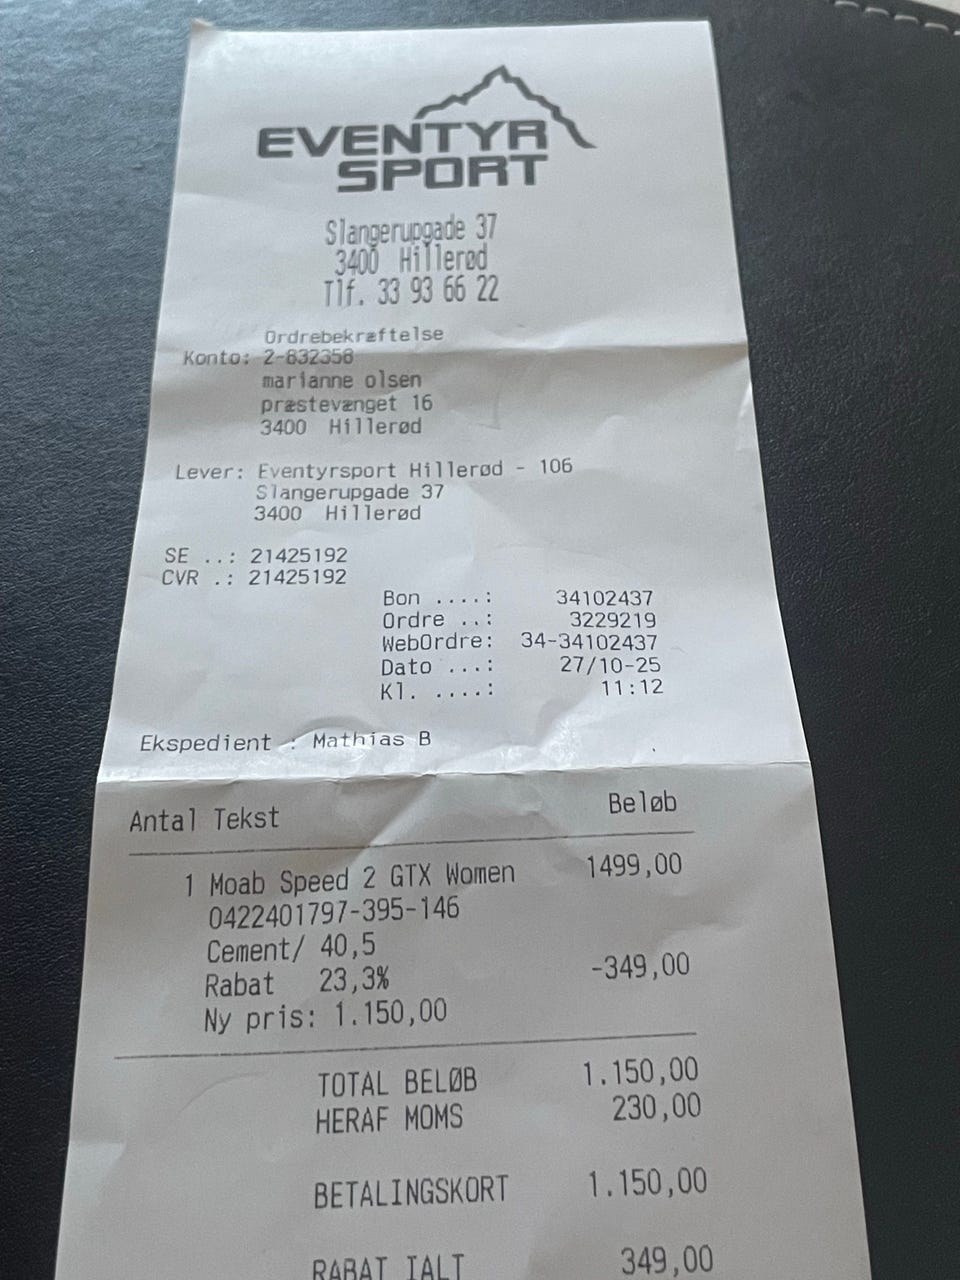 EVENTYR
SPORT
Slangerupgade 37
3400 Hillerød
Tlf. 33 93 66 22
Ordrebekræftelse
Konto: 2-832358
marianne olsen
præstevænget 16
3400 Hillerød
Lever: Eventyrsport Hillerød - 106
Slangerupgade 37
3400 Hillerød
SE ..: 21425192
CVR .: 21425192
Bon ....: 34102437
Ordre ..: 3229219
WebOrdre: 34-34102437
Dato ...: 27/10-25
Kl. ....: 11:12
Ekspedient : Mathias B
Antal Tekst Beløb
1 Moab Speed 2 GTX Women 1499,00
0422401797-395-146
Cement/ 40,5
Rabat 23,3% -349,00
Ny pris: 1.150,00
TOTAL BELØB 1.150,00
HERAF MOMS 230,00
BETALINGSKORT 1.150,00
RABAT IALT 349,00